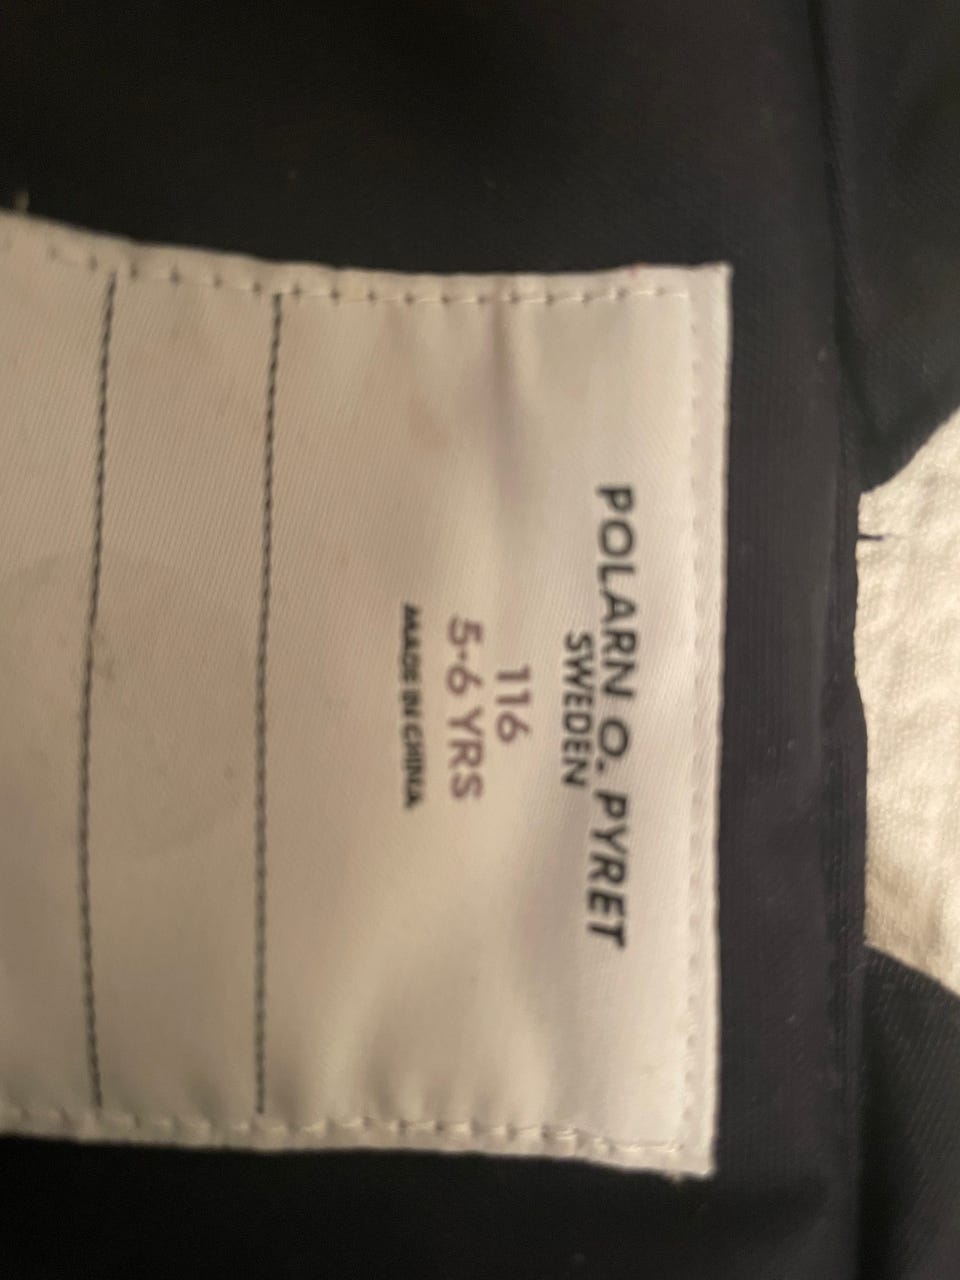 POLARN O. PYRET
SWEDEN
116
5-6 YRS
MADE IN CHINA